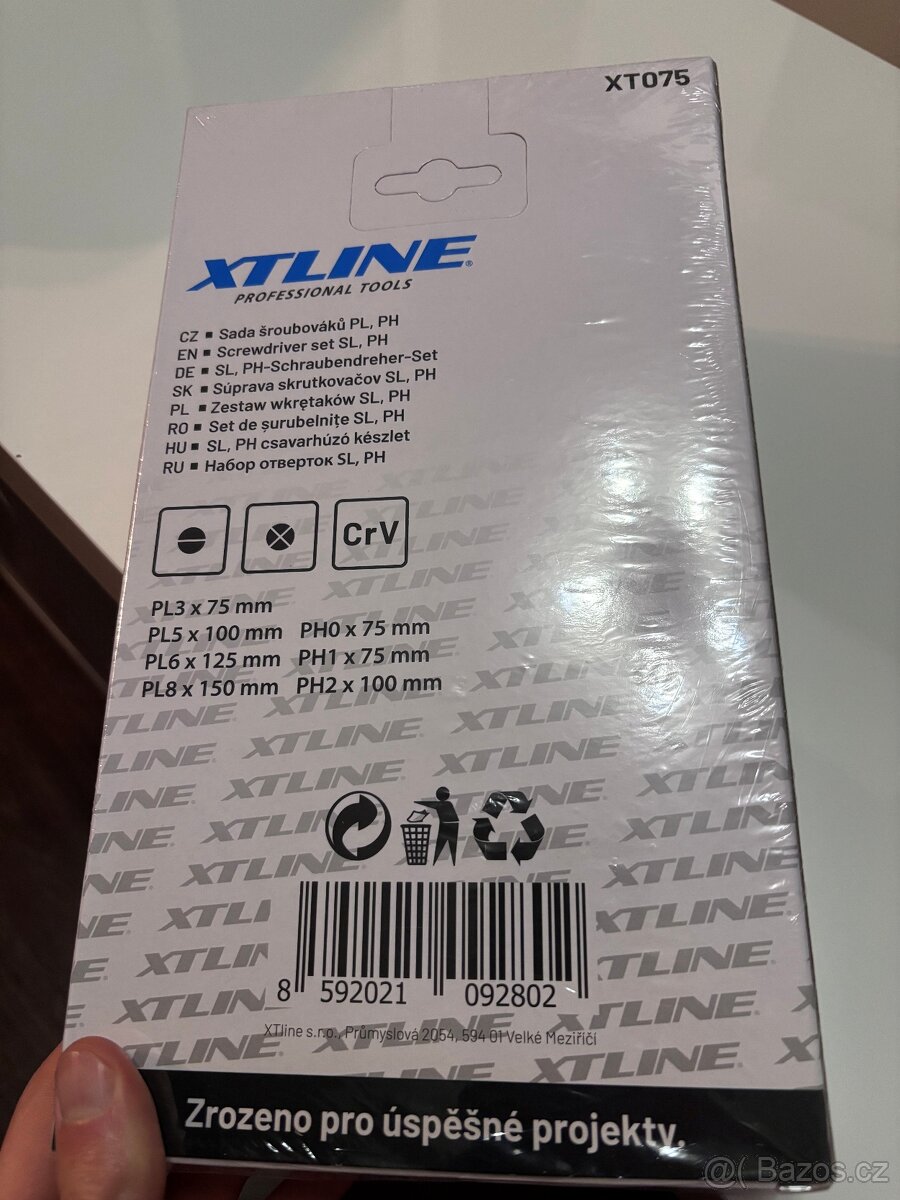 XT075
XTLINE®
PROFESSIONAL TOOLS
CZ ▪ Sada šroubováků PL, PH
EN ▪ Screwdriver set SL, PH
DE ▪ SL, PH-Schraubendreher-Set
SK ▪ Súprava skrutkovačov SL, PH
PL ▪ Zestaw wkrętaków SL, PH
RO ▪ Set de șurubelnițe SL, PH
HU ▪ SL, PH csavarhúzó készlet
RU ▪ Набор отверток SL, PH
CrV
PL3 x 75 mm
PL5 x 100 mm PH0 x 75 mm
PL6 x 125 mm PH1 x 75 mm
PL8 x 150 mm PH2 x 100 mm
8 592021 092802
XTline s.r.o., Průmyslová 2054, 594 01 Velké Meziříčí
Zrozeno pro úspěšné projekty.
@( Bazos.cz